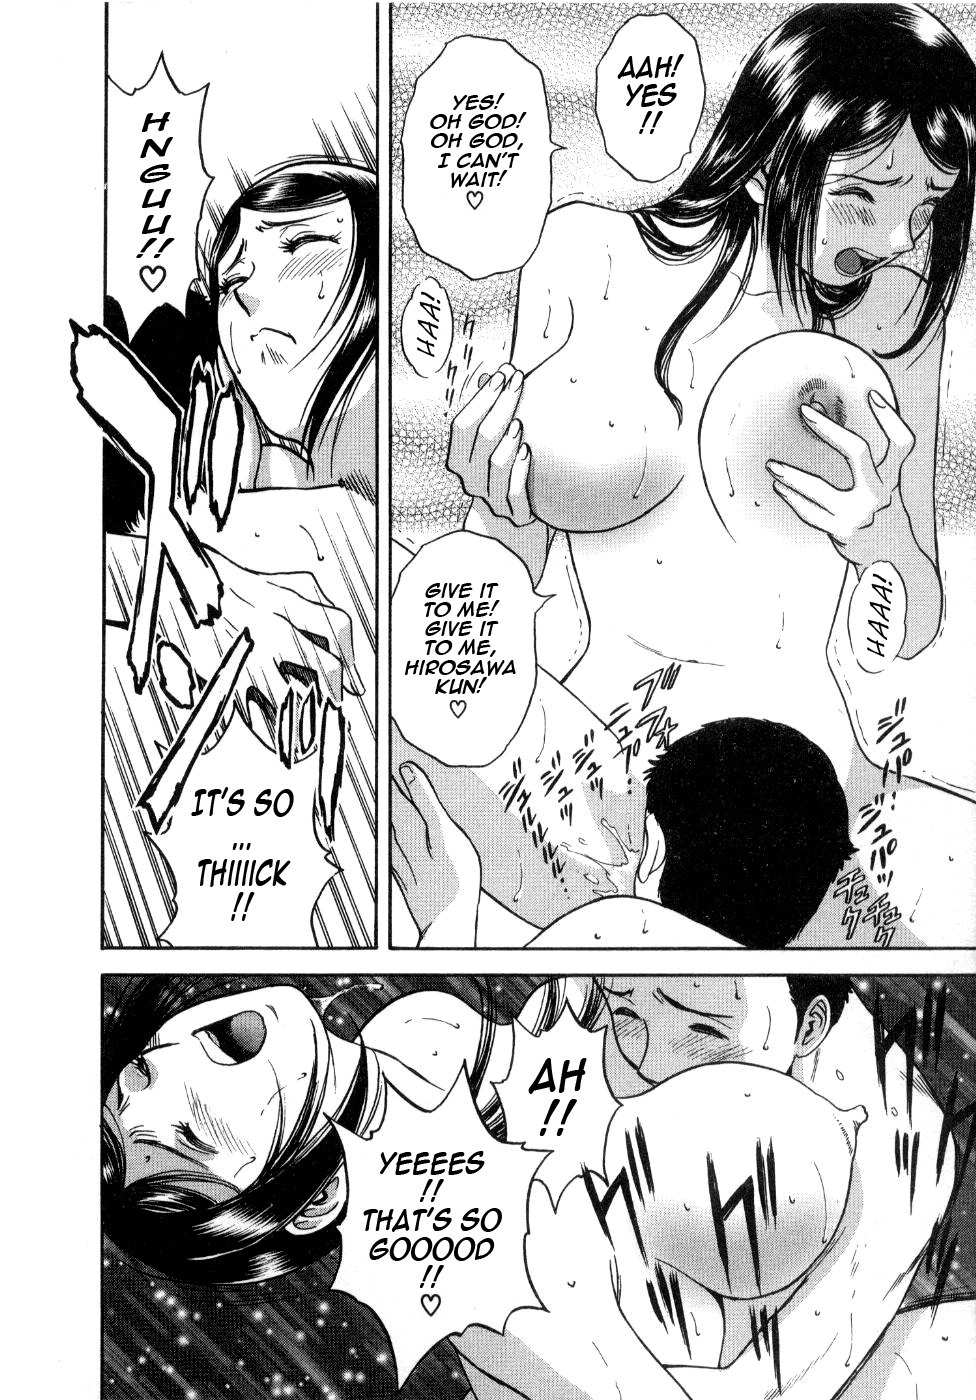 AAH!
YES
!!
YES!
OH GOD!
OH GOD,
I CAN'T
WAIT!
♡
HAA!
HAAA!
GIVE IT
TO ME!
GIVE IT
TO ME,
HIROSAWA
KUN!
♡
HNGUU!!♡
IT'S SO
...
THIIIICK
!!
AH
!!
YEEEES
!!
THAT'S SO
GOOOOD
!!
♡